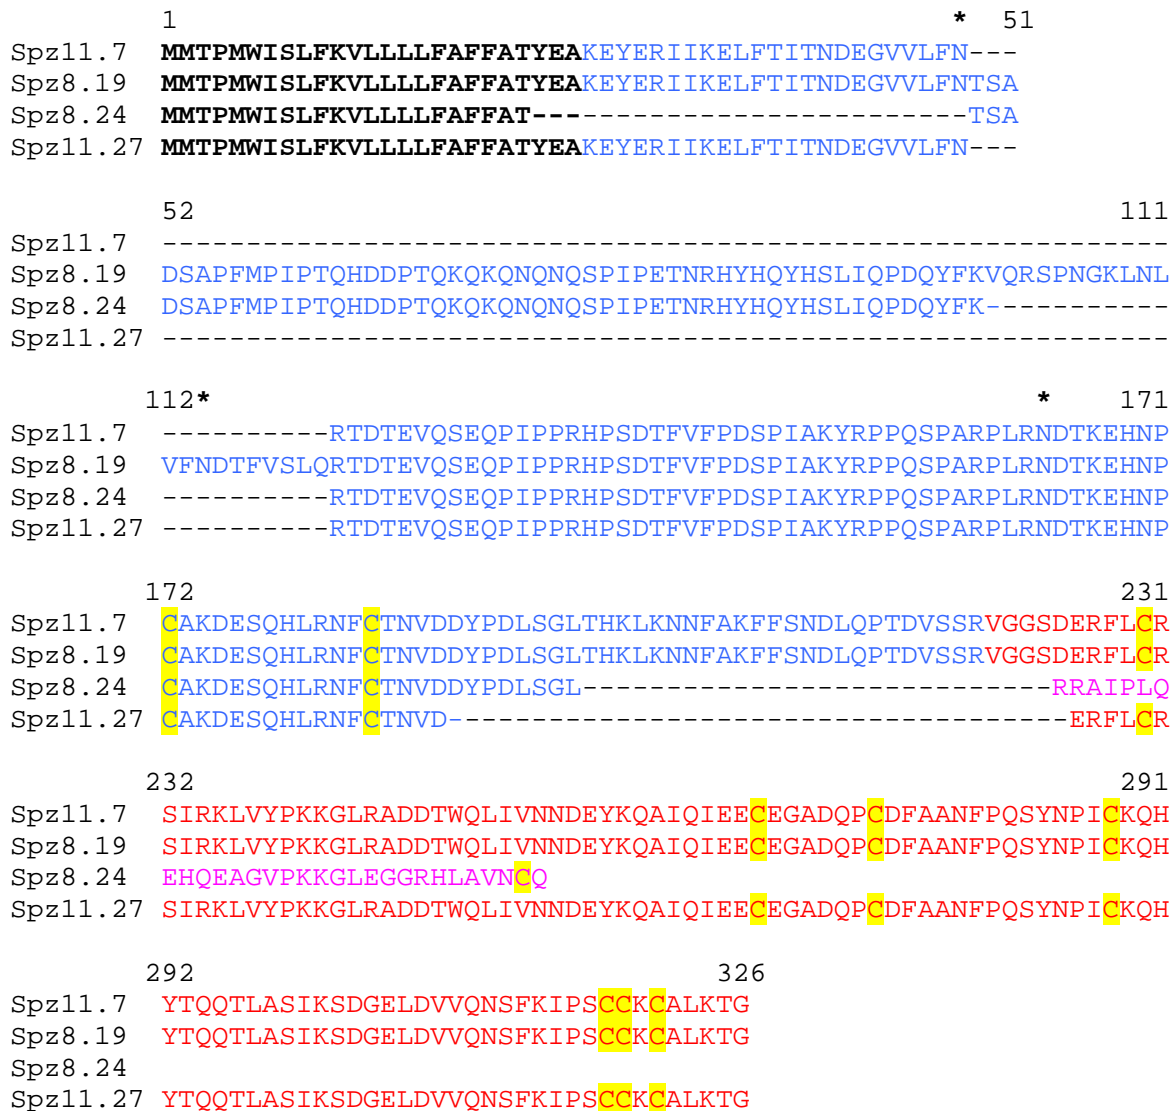 1 * 51
Spz11.7 MMTPMWISLFKVLLLLFAFFATYEAKEYERIIKELFTITNDEGVVLFN---
Spz8.19 MMTPMWISLFKVLLLLFAFFATYEAKEYERIIKELFTITNDEGVVLFNTSA
Spz8.24 MMTPMWISLFKVLLLLFAFFAT--------------------------TSA
Spz11.27 MMTPMWISLFKVLLLLFAFFATYEAKEYERIIKELFTITNDEGVVLFN---
52 111
Spz11.7 ------------------------------------------------------------
Spz8.19 DSAPFMPIPTQHDDPTQKQKQNQNQSPIPETNRHYHQYHSLIQPDQYFKVQRSPNGKLNL
Spz8.24 DSAPFMPIPTQHDDPTQKQKQNQNQSPIPETNRHYHQYHSLIQPDQYFK-----------
Spz11.27 ------------------------------------------------------------
112* * 171
Spz11.7 ----------RTDTEVQSEQPIPPRHPSDTFVFPDSPIAKYRPPQSPARPLRNDTKEHNP
Spz8.19 VFNDTFVSLQRTDTEVQSEQPIPPRHPSDTFVFPDSPIAKYRPPQSPARPLRNDTKEHNP
Spz8.24 ----------RTDTEVQSEQPIPPRHPSDTFVFPDSPIAKYRPPQSPARPLRNDTKEHNP
Spz11.27 ----------RTDTEVQSEQPIPPRHPSDTFVFPDSPIAKYRPPQSPARPLRNDTKEHNP
172 231
Spz11.7 CAKDESQHLRNFCTNVDDYPDLSGLTHKLKNNFAKFFSNDLQPTDVSSRVGGSDERFLCR
Spz8.19 CAKDESQHLRNFCTNVDDYPDLSGLTHKLKNNFAKFFSNDLQPTDVSSRVGGSDERFLCR
Spz8.24 CAKDESQHLRNFCTNVDDYPDLSGL----------------------------RRAIPLQ
Spz11.27 CAKDESQHLRNFCTNVD-------------------------------------ERFLCR
232 291
Spz11.7 SIRKLVYPKKGLRADDTWQLIVNNDEYKQAIQIEECEGADQPCDFAANFPQSYNPICKQH
Spz8.19 SIRKLVYPKKGLRADDTWQLIVNNDEYKQAIQIEECEGADQPCDFAANFPQSYNPICKQH
Spz8.24 EHQEAGVPKKGLEGGRHLAVNCQ
Spz11.27 SIRKLVYPKKGLRADDTWQLIVNNDEYKQAIQIEECEGADQPCDFAANFPQSYNPICKQH
292 326
Spz11.7 YTQQTLASIKSDGELDVVQNSFKIPSCCKCALKTG
Spz8.19 YTQQTLASIKSDGELDVVQNSFKIPSCCKCALKTG
Spz8.24
Spz11.27 YTQQTLASIKSDGELDVVQNSFKIPSCCKCALKTG